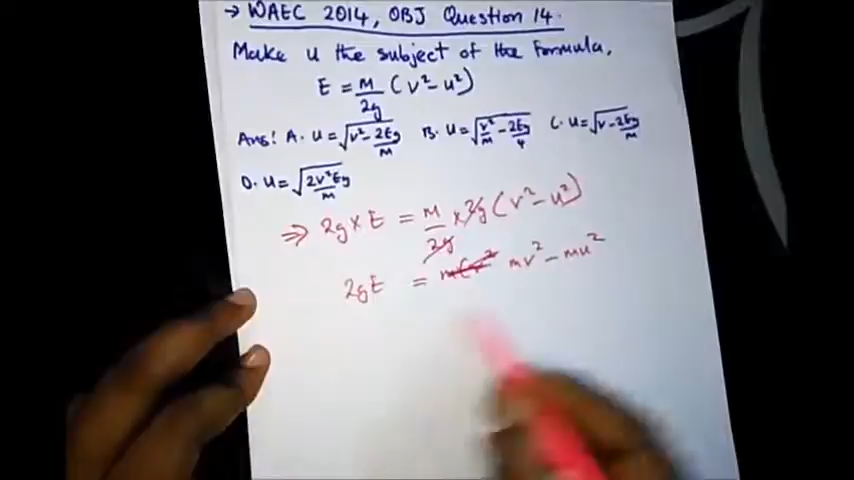 → WAEC 2014, OBJ Question 14.
Make u the subject of the Formula,
E = M/2g (v² - u²)
Ans: A. u = √(v² - 2Eg/M) B. u = √(v²/m - 2Eg/4) C. u = √(v - 2Eg/m)
D. u = √(2v²Eg/m)
⇒ 2g × E = M/2g × 2g (v² - u²)
2gE = mv² - mu²